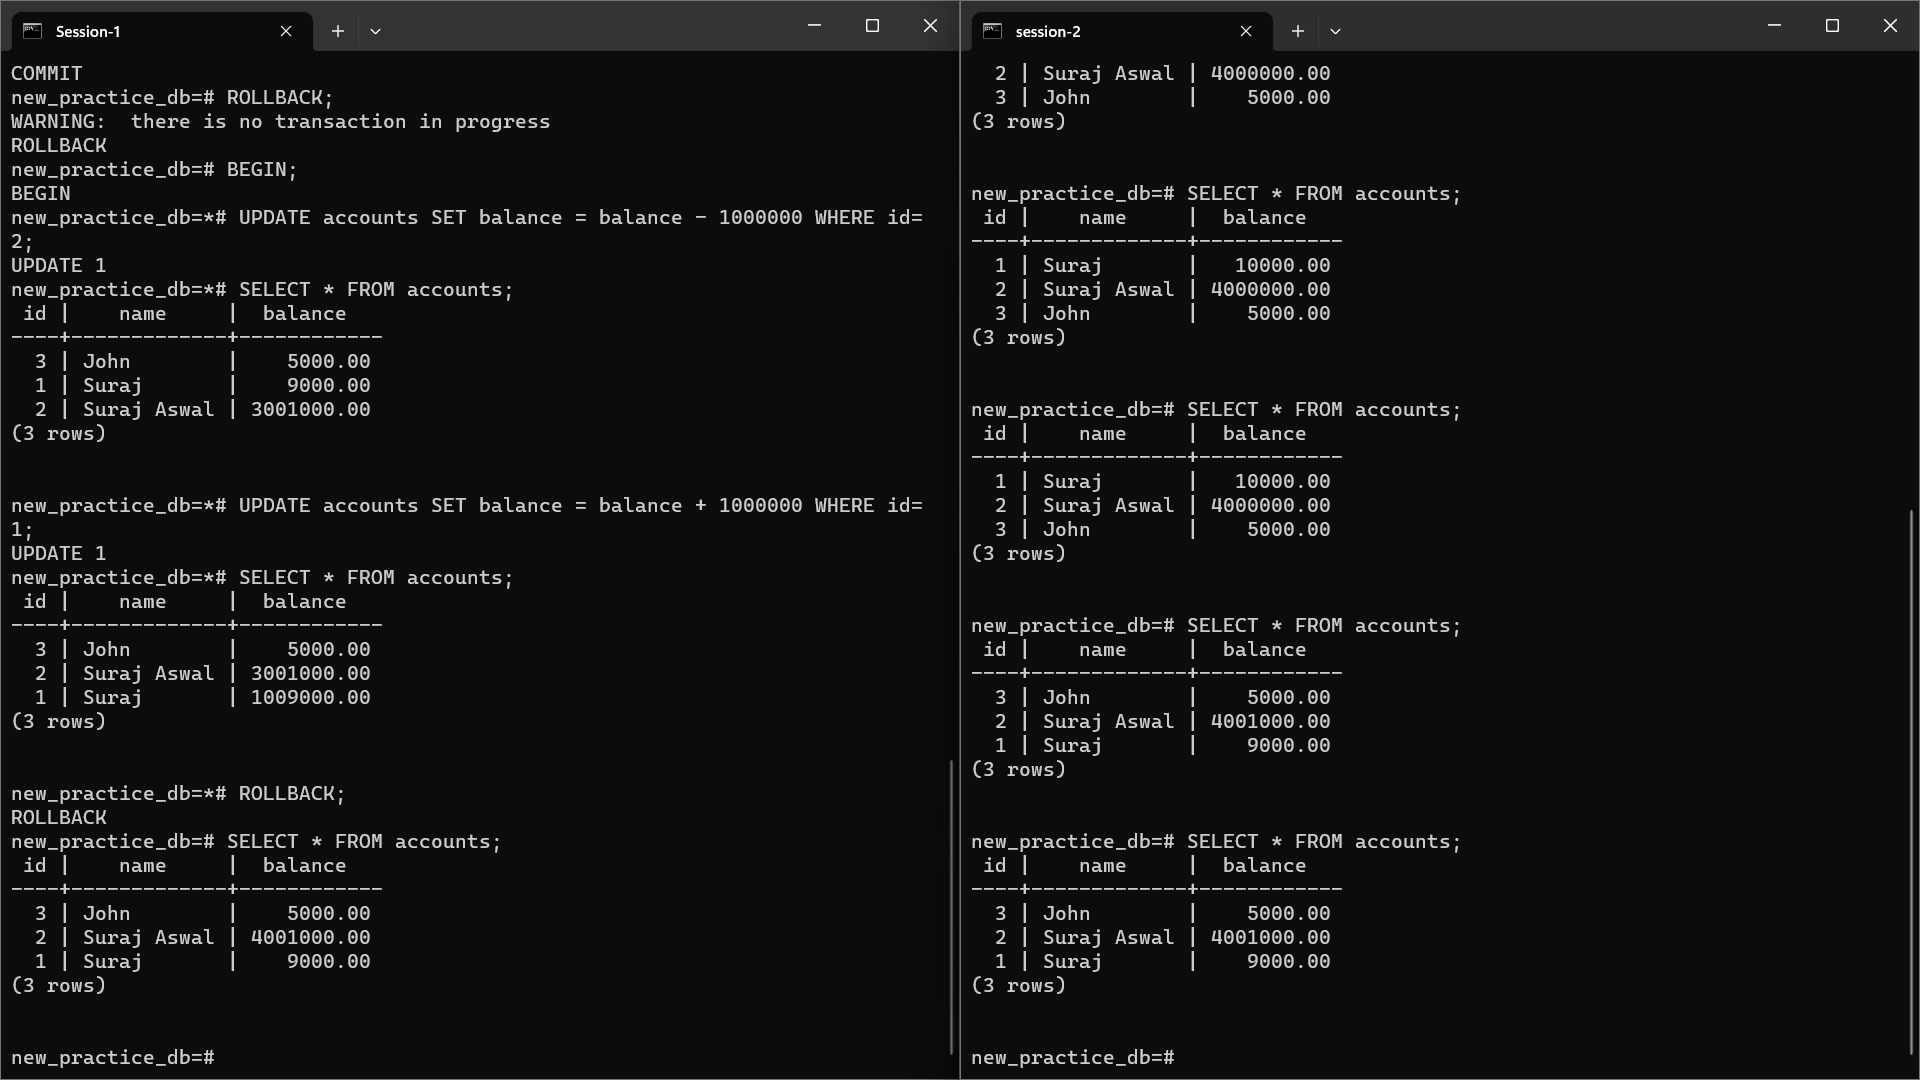 Session-1
COMMIT
new_practice_db=# ROLLBACK;
WARNING:  there is no transaction in progress
ROLLBACK
new_practice_db=# BEGIN;
BEGIN
new_practice_db=*# UPDATE accounts SET balance = balance - 1000000 WHERE id=
2;
UPDATE 1
new_practice_db=*# SELECT * FROM accounts;
 id |    name     |  balance
----+-------------+------------
  3 | John        |    5000.00
  1 | Suraj       |    9000.00
  2 | Suraj Aswal | 3001000.00
(3 rows)
new_practice_db=*# UPDATE accounts SET balance = balance + 1000000 WHERE id=
1;
UPDATE 1
new_practice_db=*# SELECT * FROM accounts;
 id |    name     |  balance
----+-------------+------------
  3 | John        |    5000.00
  2 | Suraj Aswal | 3001000.00
  1 | Suraj       | 1009000.00
(3 rows)
new_practice_db=*# ROLLBACK;
ROLLBACK
new_practice_db=# SELECT * FROM accounts;
 id |    name     |  balance
----+-------------+------------
  3 | John        |    5000.00
  2 | Suraj Aswal | 4001000.00
  1 | Suraj       |    9000.00
(3 rows)
new_practice_db=#
session-2
  2 | Suraj Aswal | 4000000.00
  3 | John        |    5000.00
(3 rows)
new_practice_db=# SELECT * FROM accounts;
 id |    name     |  balance
----+-------------+------------
  1 | Suraj       |   10000.00
  2 | Suraj Aswal | 4000000.00
  3 | John        |    5000.00
(3 rows)
new_practice_db=# SELECT * FROM accounts;
 id |    name     |  balance
----+-------------+------------
  1 | Suraj       |   10000.00
  2 | Suraj Aswal | 4000000.00
  3 | John        |    5000.00
(3 rows)
new_practice_db=# SELECT * FROM accounts;
 id |    name     |  balance
----+-------------+------------
  3 | John        |    5000.00
  2 | Suraj Aswal | 4001000.00
  1 | Suraj       |    9000.00
(3 rows)
new_practice_db=# SELECT * FROM accounts;
 id |    name     |  balance
----+-------------+------------
  3 | John        |    5000.00
  2 | Suraj Aswal | 4001000.00
  1 | Suraj       |    9000.00
(3 rows)
new_practice_db=#